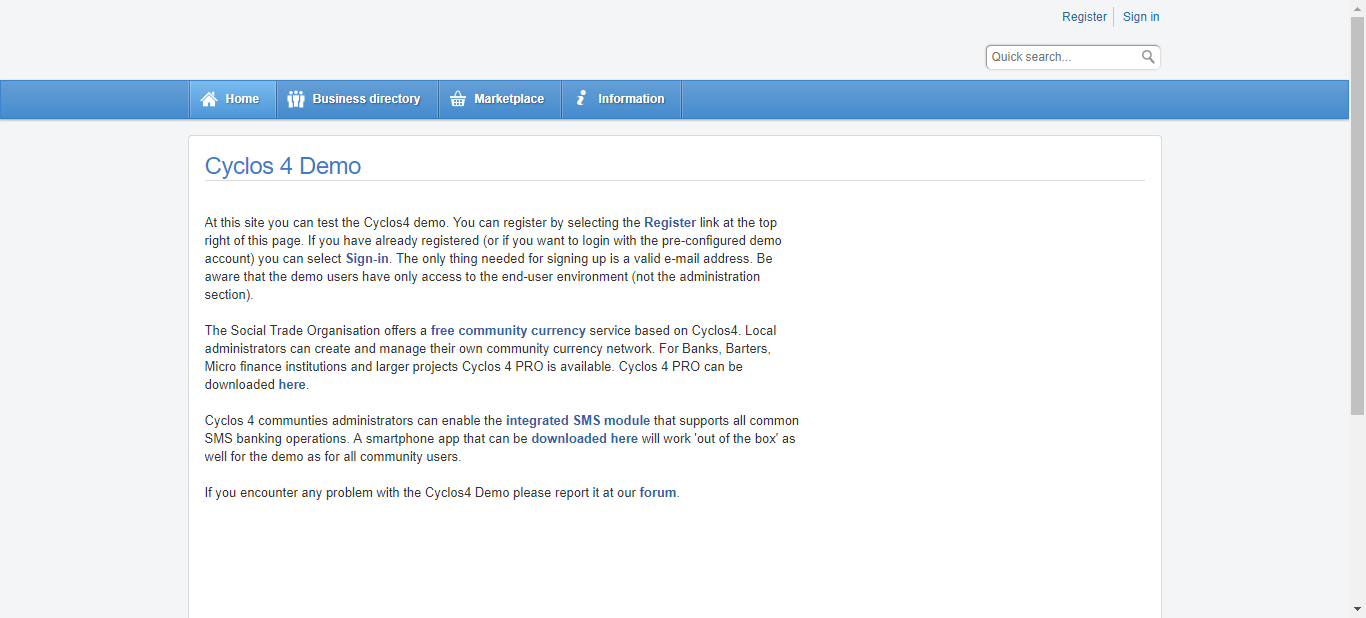 Register Sign in
Quick search...
Home Business directory Marketplace Information
Cyclos 4 Demo
At this site you can test the Cyclos4 demo. You can register by selecting the Register link at the top
right of this page. If you have already registered (or if you want to login with the pre-configured demo
account) you can select Sign-in. The only thing needed for signing up is a valid e-mail address. Be
aware that the demo users have only access to the end-user environment (not the administration
section).
The Social Trade Organisation offers a free community currency service based on Cyclos4. Local
administrators can create and manage their own community currency network. For Banks, Barters,
Micro finance institutions and larger projects Cyclos 4 PRO is available. Cyclos 4 PRO can be
downloaded here.
Cyclos 4 communties administrators can enable the integrated SMS module that supports all common
SMS banking operations. A smartphone app that can be downloaded here will work 'out of the box' as
well for the demo as for all community users.
If you encounter any problem with the Cyclos4 Demo please report it at our forum.